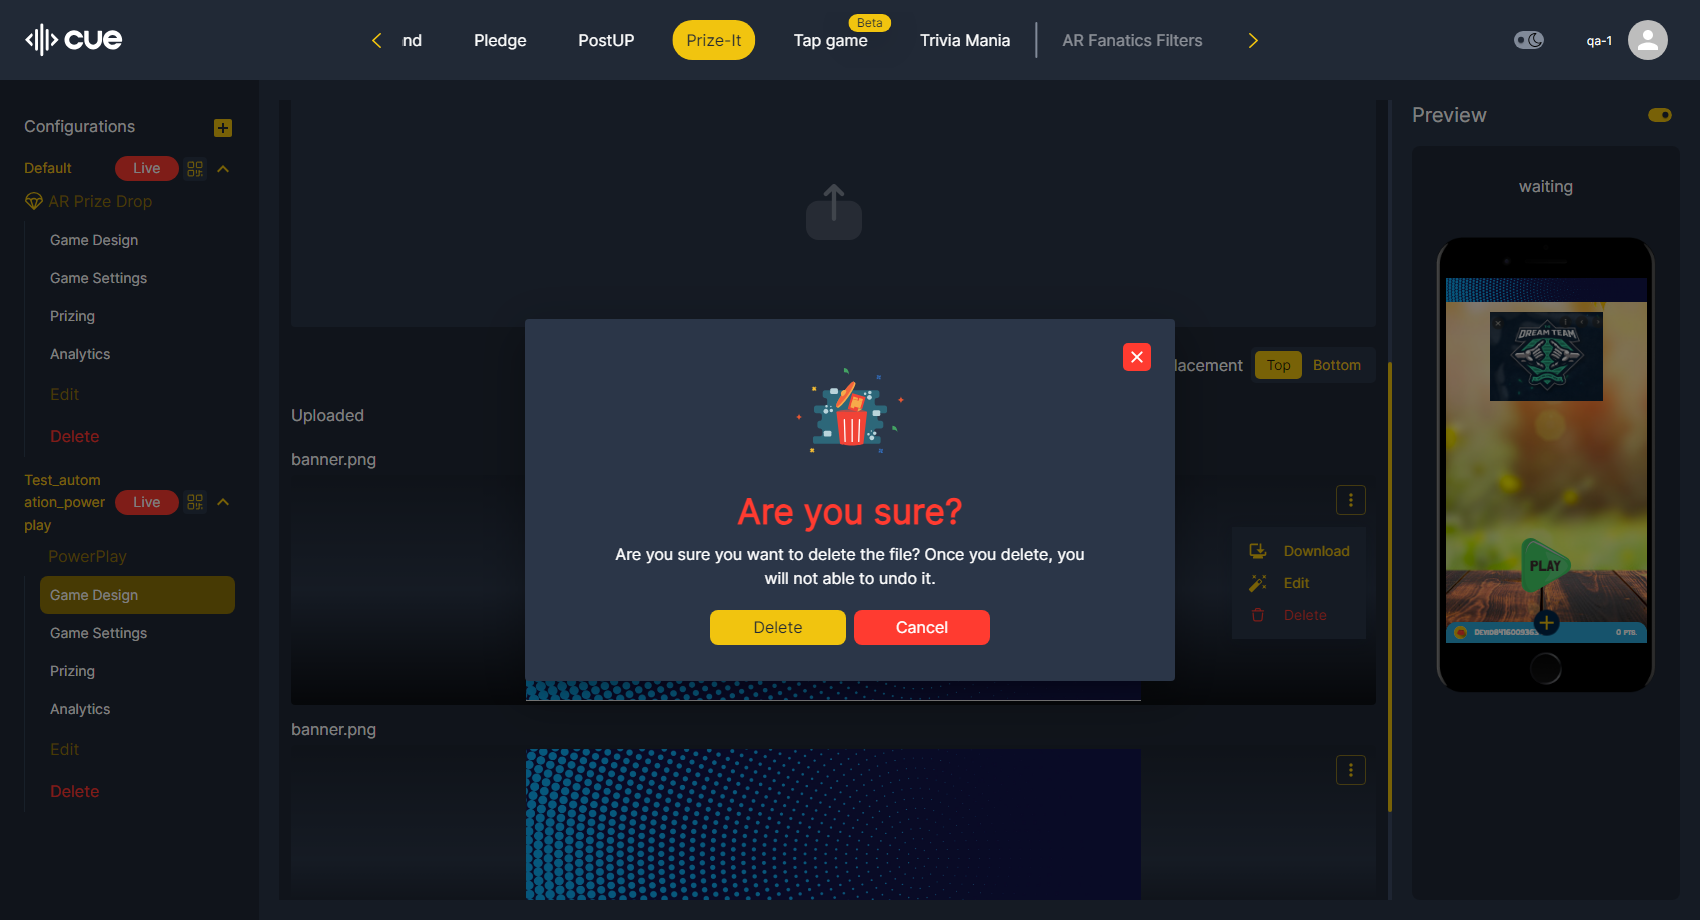 cue
nd
Pledge
PostUP
Prize-It
Beta
Tap game
Trivia Mania
AR Fanatics Filters
qa-1
Configurations
Default
Live
AR Prize Drop
Game Design
Game Settings
Prizing
Analytics
Edit
Delete
Test_autom
ation_power
play
Live
PowerPlay
Game Design
Game Settings
Prizing
Analytics
Edit
Delete
lacement
Top
Bottom
Uploaded
banner.png
Download
Edit
Delete
banner.png
Are you sure?
Are you sure you want to delete the file? Once you delete, you
will not able to undo it.
Delete
Cancel
Preview
waiting
DREAM TEAM
PLAY
0 PTS.